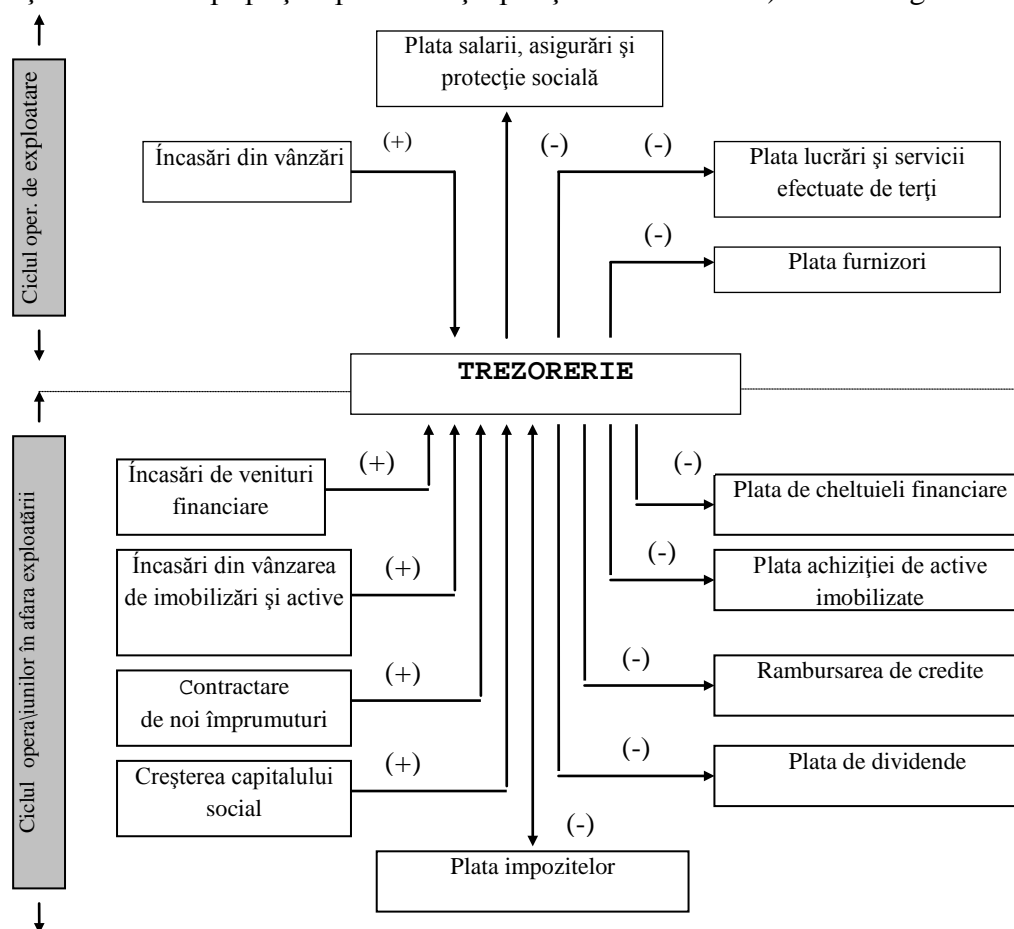 Plata salarii, asigurări şi
protecţie socială
Ciclul oper. de exploatare
Íncasări din vânzări
(+)
(-)
(-)
Plata lucrări şi servicii
efectuate de terţi
(-)
Plata furnizori
TREZORERIE
Ciclul opera\iunilor în afara exploatării
Íncasări de venituri
financiare
(+)
(-)
Plata de cheltuieli financiare
Íncasări din vânzarea
de imobilizări şi active
(+)
(-)
Plata achiziţiei de active
imobilizate
Contractare
de noi împrumuturi
(+)
(-)
Rambursarea de credite
Creşterea capitalului
social
(+)
(-)
Plata de dividende
(-)
Plata impozitelor